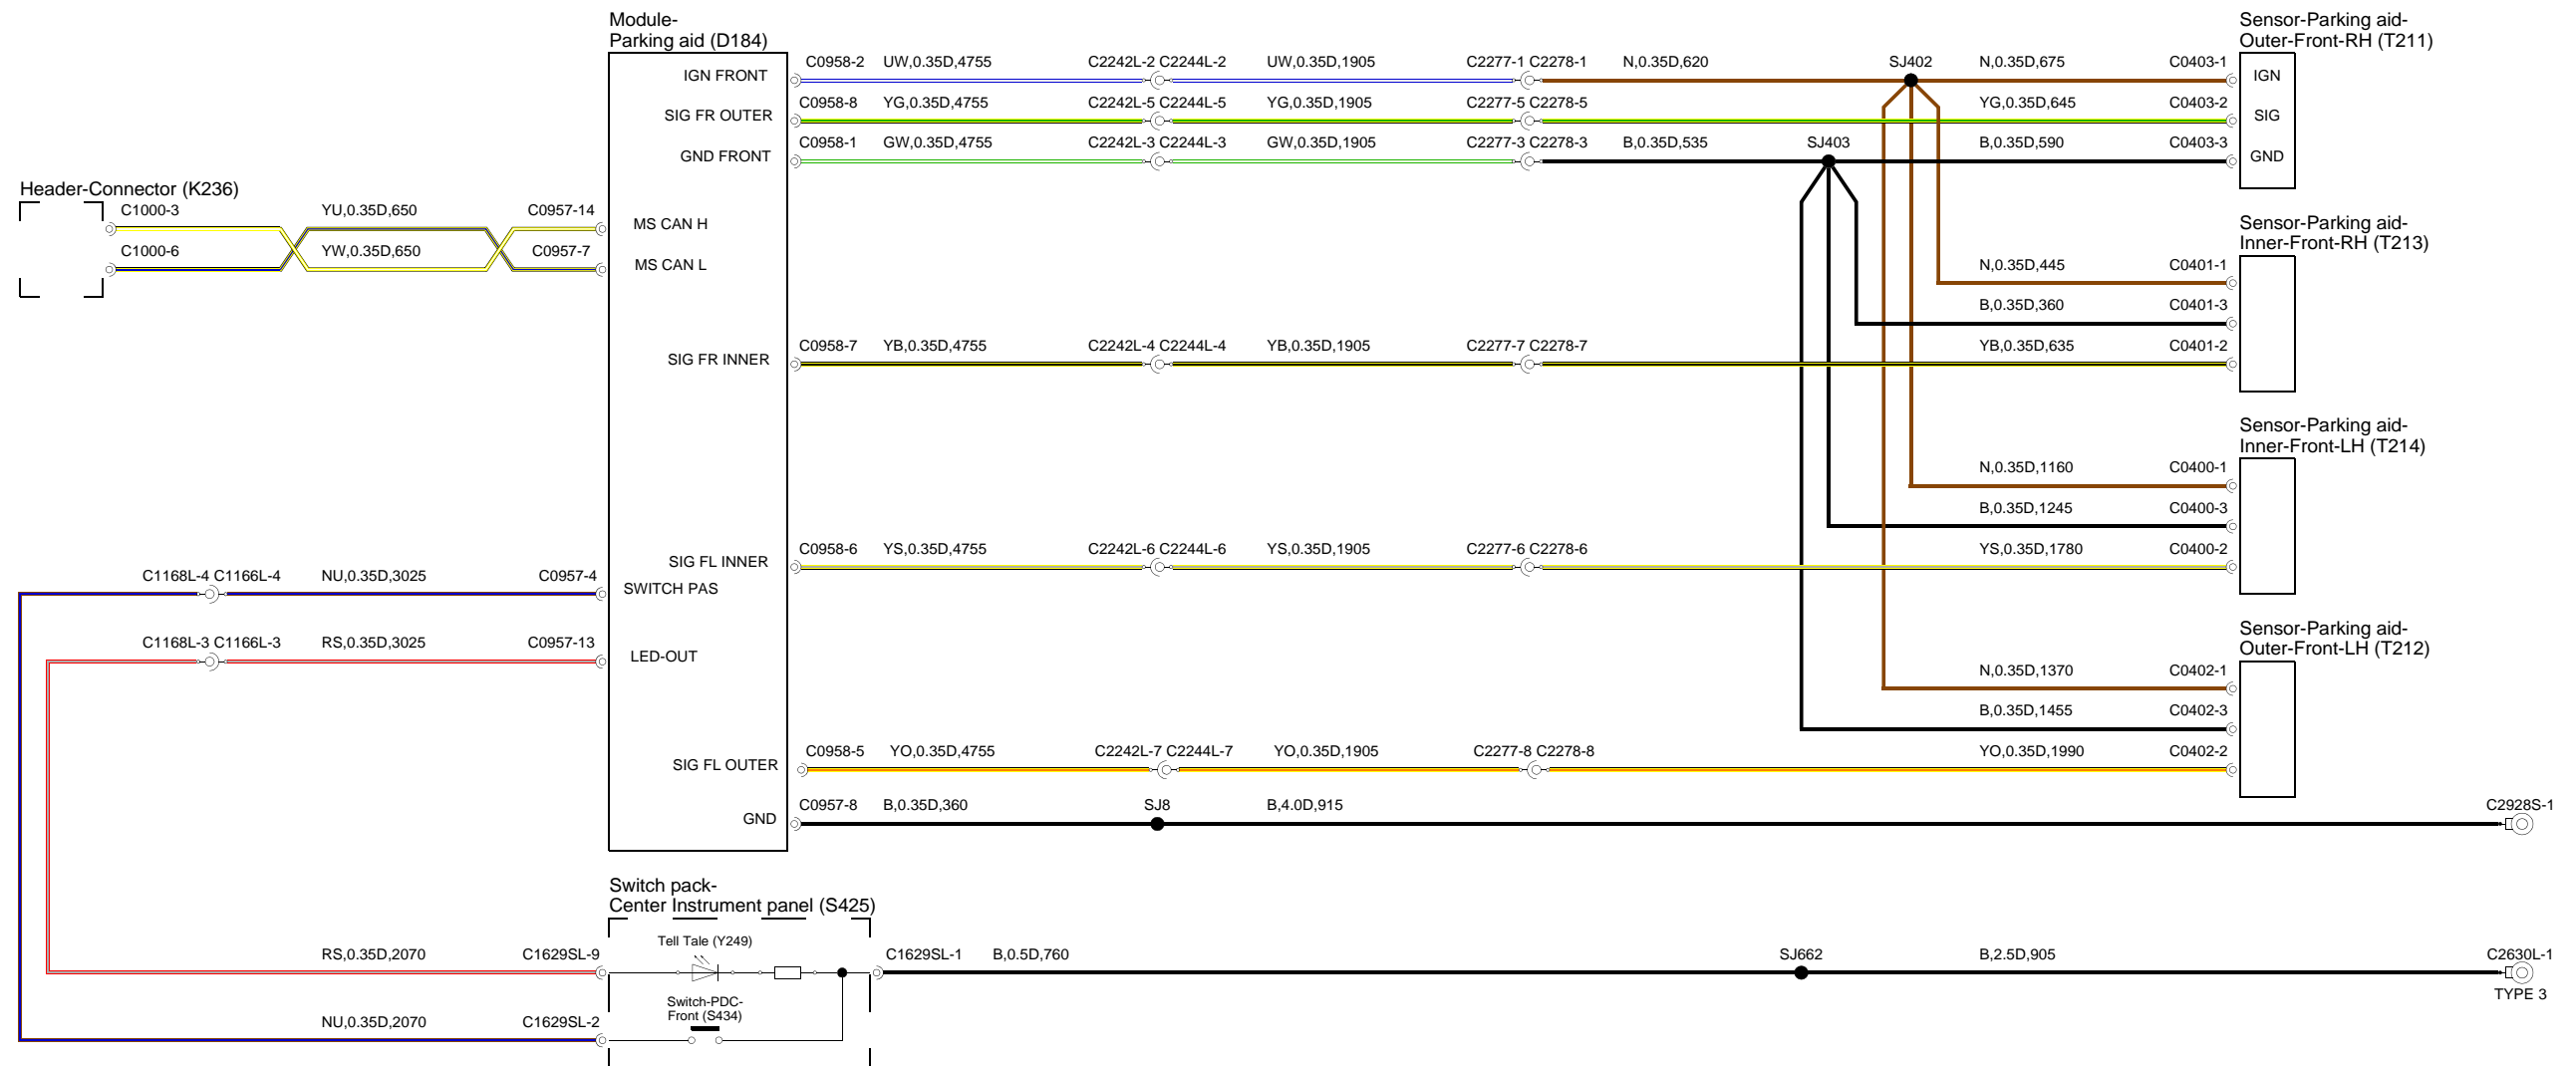 Module-
Parking aid (D184)
Sensor-Parking aid-
Outer-Front-RH (T211)
IGN FRONT
C0958-2 UW,0.35D,4755 C2242L-2 C2244L-2 UW,0.35D,1905 C2277-1 C2278-1 N,0.35D,620 SJ402 N,0.35D,675 C0403-1
IGN
SIG FR OUTER
C0958-8 YG,0.35D,4755 C2242L-5 C2244L-5 YG,0.35D,1905 C2277-5 C2278-5 YG,0.35D,645 C0403-2
SIG
GND FRONT
C0958-1 GW,0.35D,4755 C2242L-3 C2244L-3 GW,0.35D,1905 C2277-3 C2278-3 B,0.35D,535 SJ403 B,0.35D,590 C0403-3
GND
Header-Connector (K236)
C1000-3 YU,0.35D,650 C0957-14
MS CAN H
C1000-6 YW,0.35D,650 C0957-7
MS CAN L
Sensor-Parking aid-
Inner-Front-RH (T213)
N,0.35D,445 C0401-1
B,0.35D,360 C0401-3
SIG FR INNER
C0958-7 YB,0.35D,4755 C2242L-4 C2244L-4 YB,0.35D,1905 C2277-7 C2278-7 YB,0.35D,635 C0401-2
Sensor-Parking aid-
Inner-Front-LH (T214)
N,0.35D,1160 C0400-1
B,0.35D,1245 C0400-3
SIG FL INNER
C0958-6 YS,0.35D,4755 C2242L-6 C2244L-6 YS,0.35D,1905 C2277-6 C2278-6 YS,0.35D,1780 C0400-2
C1168L-4 C1166L-4 NU,0.35D,3025 C0957-4
SWITCH PAS
C1168L-3 C1166L-3 RS,0.35D,3025 C0957-13
LED-OUT
Sensor-Parking aid-
Outer-Front-LH (T212)
N,0.35D,1370 C0402-1
B,0.35D,1455 C0402-3
SIG FL OUTER
C0958-5 YO,0.35D,4755 C2242L-7 C2244L-7 YO,0.35D,1905 C2277-8 C2278-8 YO,0.35D,1990 C0402-2
GND
C0957-8 B,0.35D,360 SJ8 B,4.0D,915 C2928S-1
Switch pack-
Center Instrument panel (S425)
Tell Tale (Y249)
RS,0.35D,2070 C1629SL-9
C1629SL-1 B,0.5D,760 SJ662 B,2.5D,905 C2630L-1
TYPE 3
Switch-PDC-
Front (S434)
NU,0.35D,2070 C1629SL-2